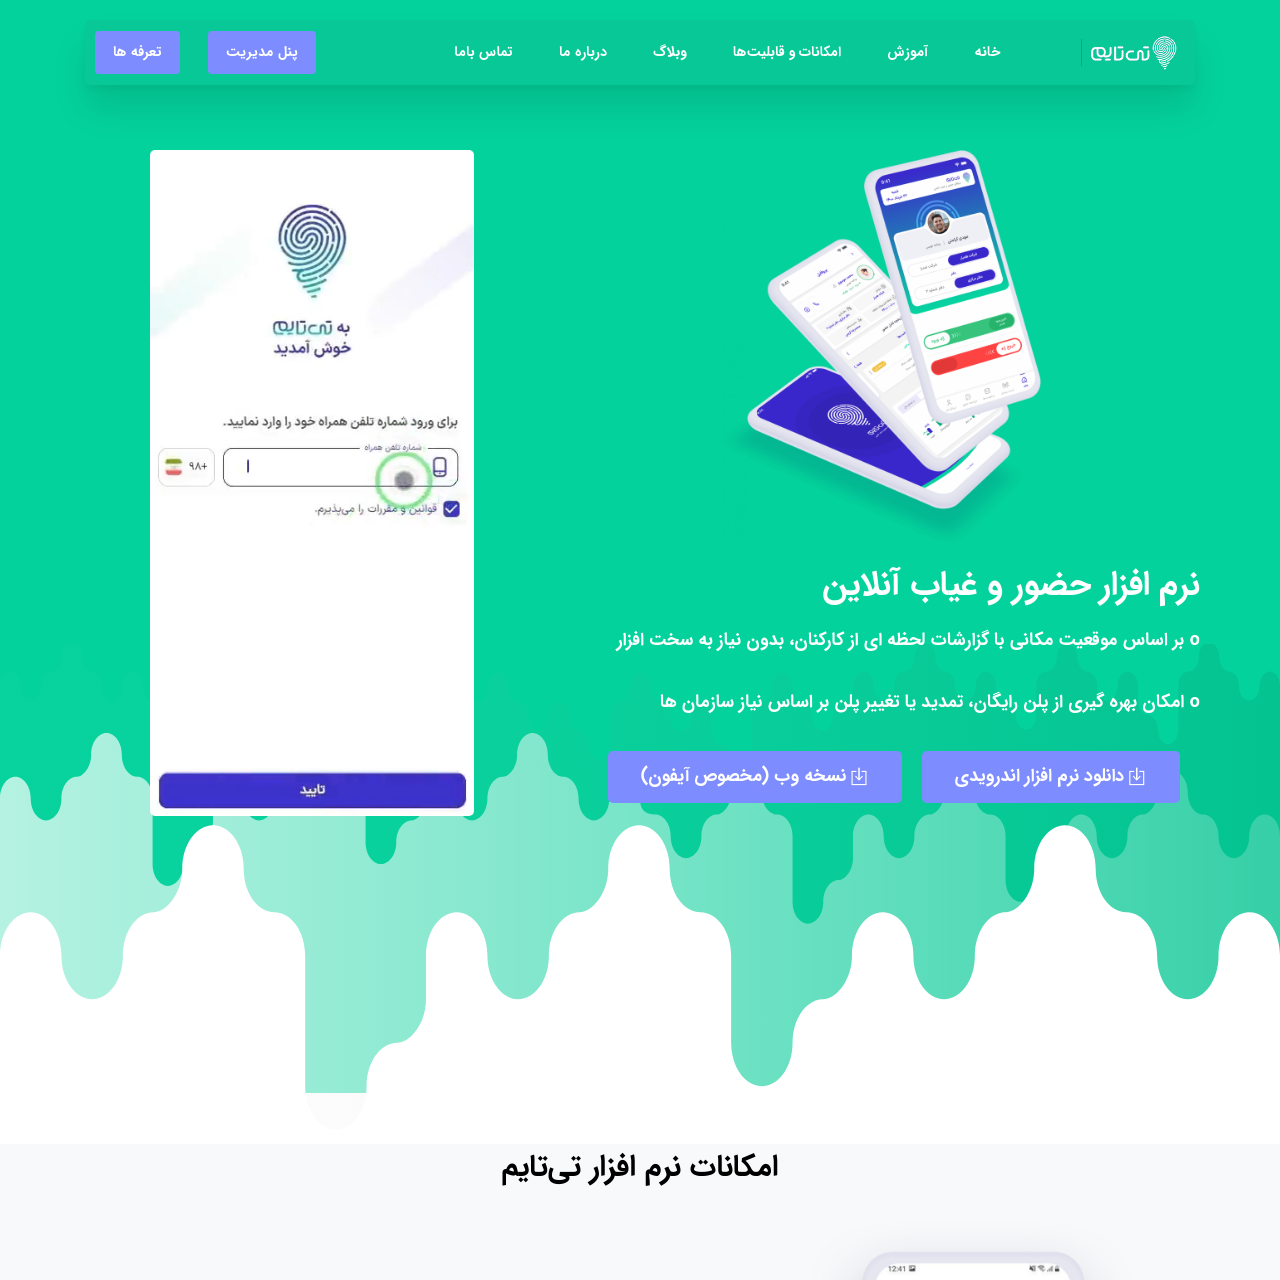 تی‌تایم
خانه
آموزش
امکانات و قابلیت‌ها
وبلاگ
درباره ما
تماس باما
پنل مدیریت
تعرفه ها
به تی‌تایم
خوش آمدید
برای ورود شماره تلفن همراه خود را وارد نمایید.
شماره تلفن همراه
+۹۸
قوانین و مقررات را می‌پذیرم.
تایید
نرم افزار حضور و غیاب آنلاین
o بر اساس موقعیت مکانی با گزارشات لحظه ای از کارکنان، بدون نیاز به سخت افزار
o امکان بهره گیری از پلن رایگان، تمدید یا تغییر پلن بر اساس نیاز سازمان ها
دانلود نرم افزار اندرویدی
نسخه وب (مخصوص آیفون)
امکانات نرم افزار تی‌تایم
12:41